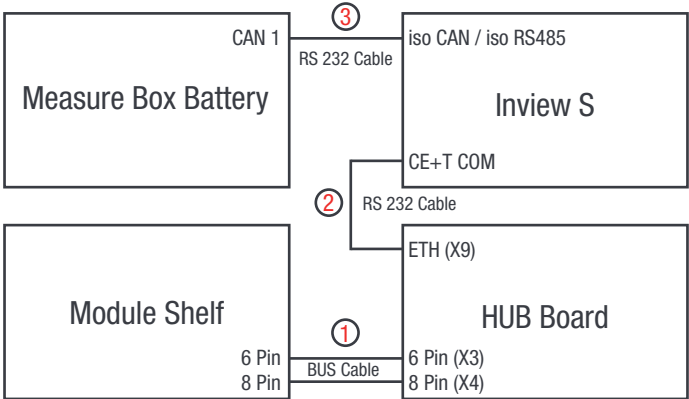 ③
CAN 1
iso CAN / iso RS485
RS 232 Cable
Measure Box Battery
Inview S
CE+T COM
②
RS 232 Cable
ETH (X9)
Module Shelf
HUB Board
①
6 Pin
6 Pin (X3)
BUS Cable
8 Pin
8 Pin (X4)